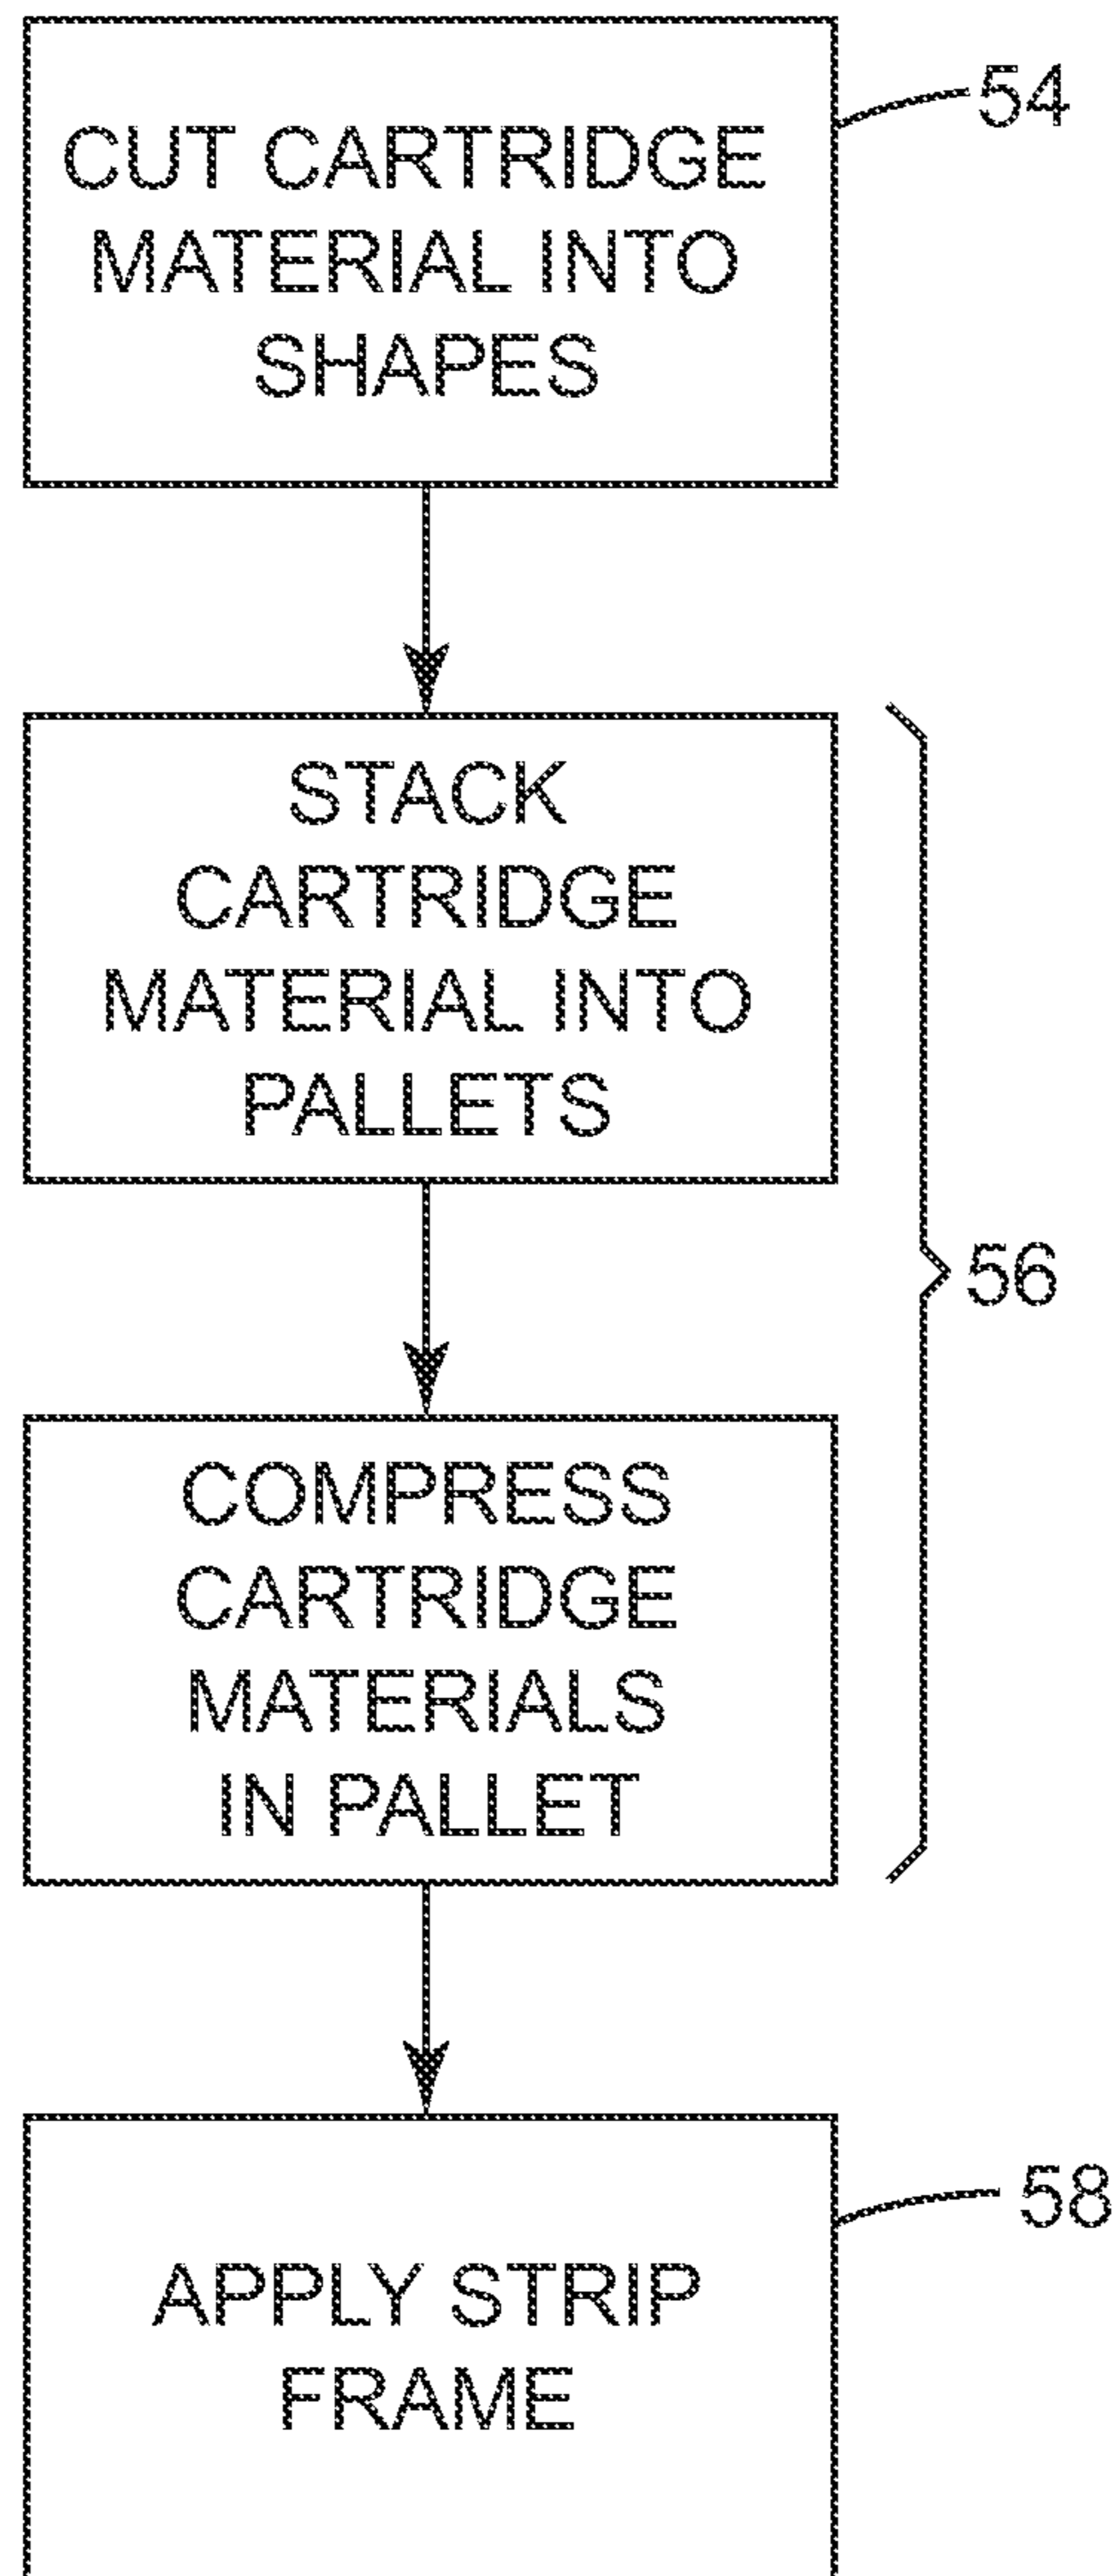 CUT CARTRIDGE
MATERIAL INTO
SHAPES
54
STACK
CARTRIDGE
MATERIAL INTO
PALLETS
56
COMPRESS
CARTRIDGE
MATERIALS
IN PALLET
58
APPLY STRIP
FRAME